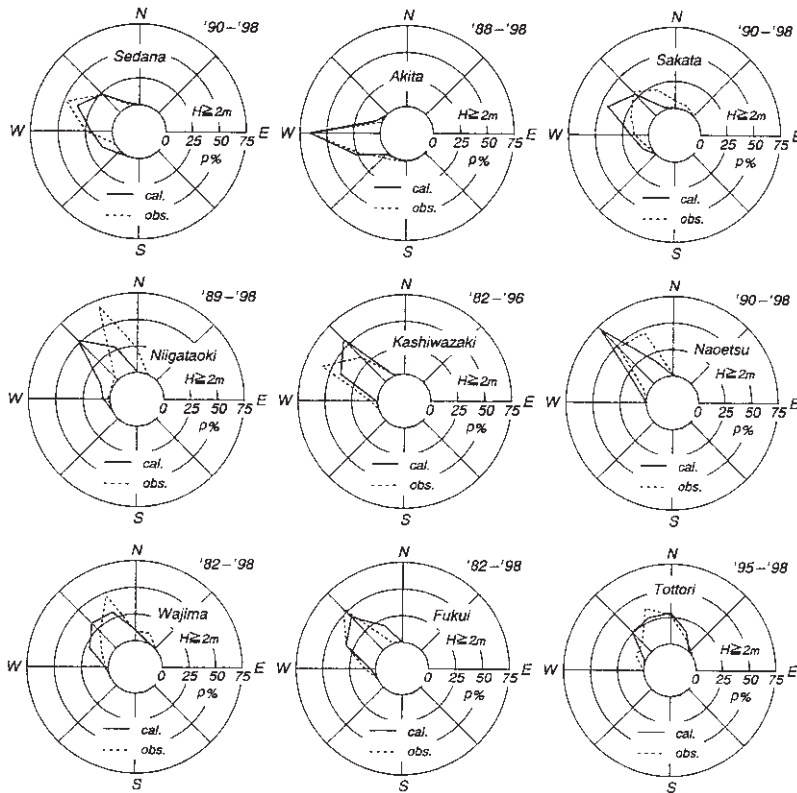 N
'90–'98
Sedana
H≧2m
W
E
0 25 50 75
P%
cal.
obs.
S
N
'88–'98
Akita
H≧2m
W
E
0 25 50 75
P%
cal.
obs.
S
N
'90–'98
Sakata
H≧2m
W
E
0 25 50 75
P%
cal.
obs.
S
N
'89–'98
Niigataoki
H≧2m
W
E
0 25 50 75
P%
cal.
obs.
S
N
'82–'96
Kashiwazaki
H≧2m
W
E
0 25 50 75
P%
cal.
obs.
S
N
'90–'98
Naoetsu
H≧2m
W
E
0 25 50 75
P%
cal.
obs.
S
N
'82–'98
Wajima
H≧2m
W
E
0 25 50 75
P%
cal.
obs.
S
N
'82–'98
Fukui
H≧2m
W
E
0 25 50 75
P%
cal.
obs.
S
N
'95–'98
Tottori
H≧2m
W
E
0 25 50 75
P%
cal.
obs.
S